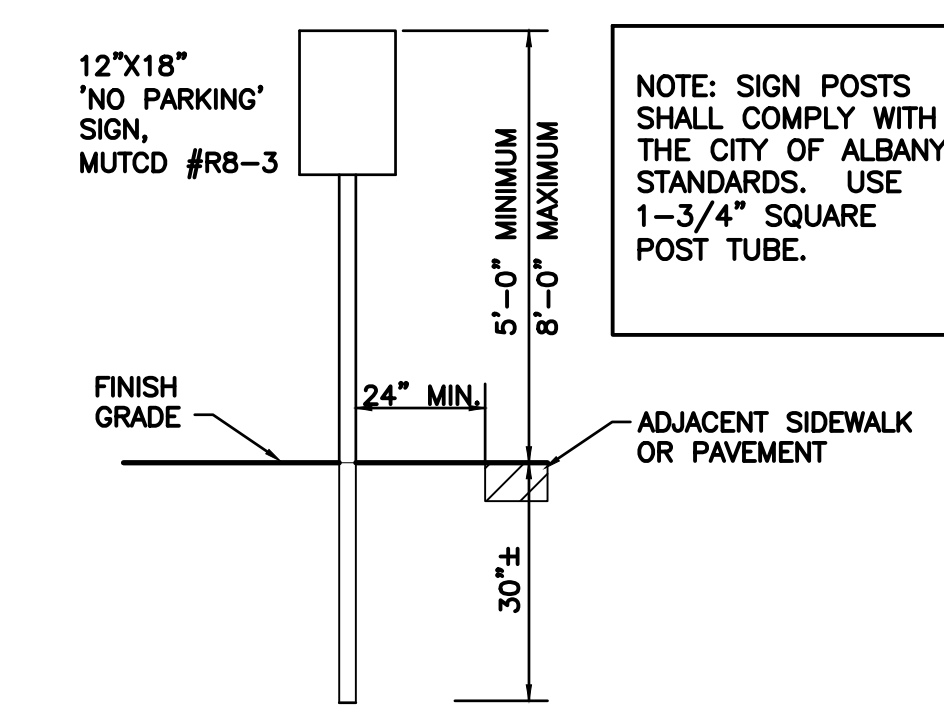 12"X18"
'NO PARKING'
SIGN,
MUTCD #R8-3
5'-0" MINIMUM
8'-0" MAXIMUM
NOTE: SIGN POSTS
SHALL COMPLY WITH
THE CITY OF ALBANY
STANDARDS. USE
1-3/4" SQUARE
POST TUBE.
FINISH
GRADE
24" MIN.
ADJACENT SIDEWALK
OR PAVEMENT
30"±